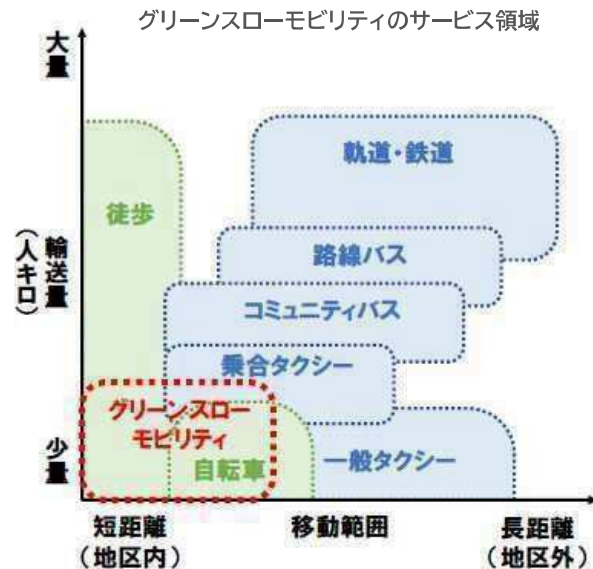 グリーンスローモビリティのサービス領域
大量
軌道・鉄道
徒歩
路線バス
輸送量
（人キロ）
コミュニティバス
乗合タクシー
グリーンスロー
モビリティ
自転車
一般タクシー
少量
短距離
（地区内）
移動範囲
長距離
（地区外）